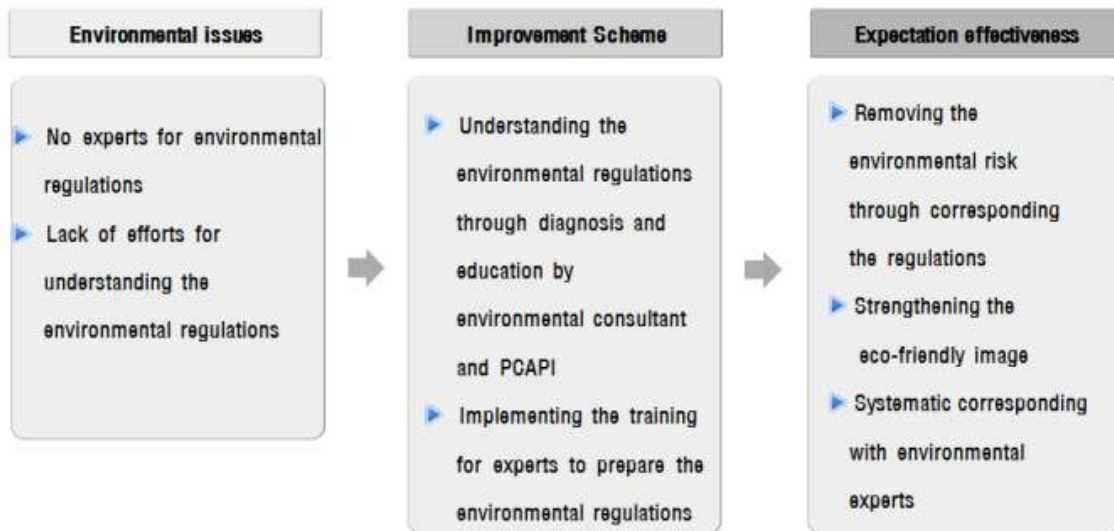 Environmental issues
No experts for environmental
regulations
Lack of efforts for
understanding the
environmental regulations
Improvement Scheme
Understanding the
environmental regulations
through diagnosis and
education by
environmental consultant
and PCAPI
Implementing the training
for experts to prepare the
environmental regulations
Expectation effectiveness
Removing the
environmental risk
through corresponding
the regulations
Strengthening the
eco-friendly image
Systematic corresponding
with environmental
experts